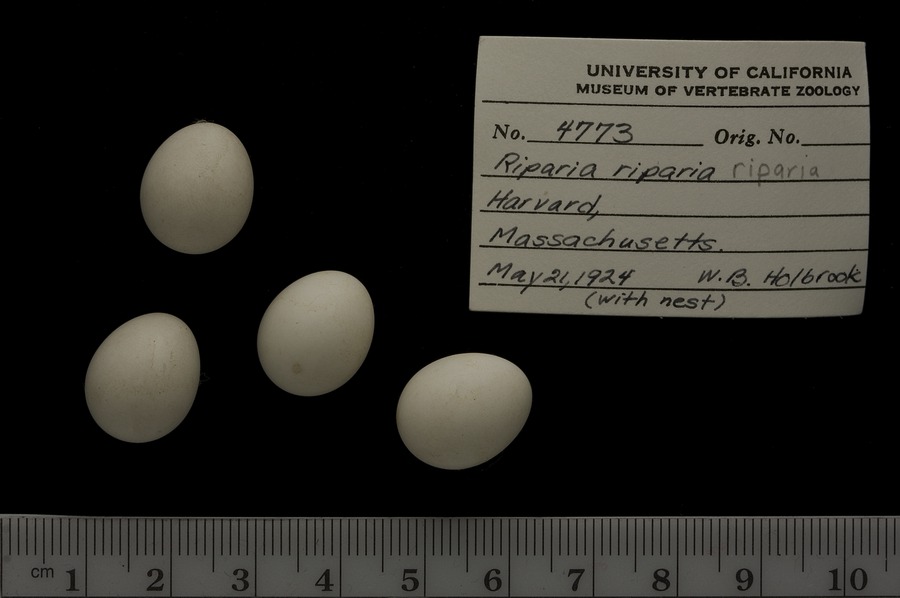 UNIVERSITY OF CALIFORNIA
MUSEUM OF VERTEBRATE ZOOLOGY
No. 4773 Orig. No.
Riparia riparia riparia
Harvard,
Massachusetts.
May 21, 1924 W.B. Holbrook
(with nest)
cm 1 2 3 4 5 6 7 8 9 10